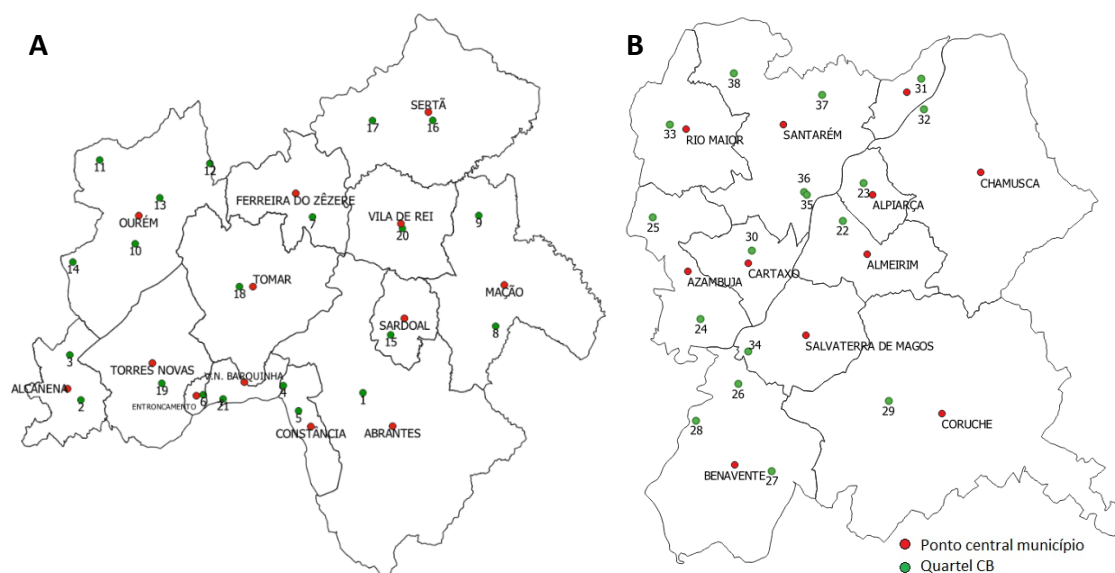 A
B
SERTÃ
17
16
11
12
13
OURÉM
10
14
FERREIRA DO ZÊZERE
7
VILA DE REI
20
9
TOMAR
18
MAÇÃO
8
SARDOAL
15
3
ALCANENA
2
TORRES NOVAS
19
ENTRONCAMENTO
6
V.N. BARQUINHA
21
4
5
CONSTÂNCIA
1
ABRANTES
38
37
31
32
33
RIO MAIOR
SANTARÉM
CHAMUSCA
36
35
23
ALPIARÇA
25
22
30
CARTAXO
ALMEIRIM
AZAMBUJA
24
34
SALVATERRA DE MAGOS
26
28
29
CORUCHE
BENAVENTE
27
Ponto central município
Quartel CB